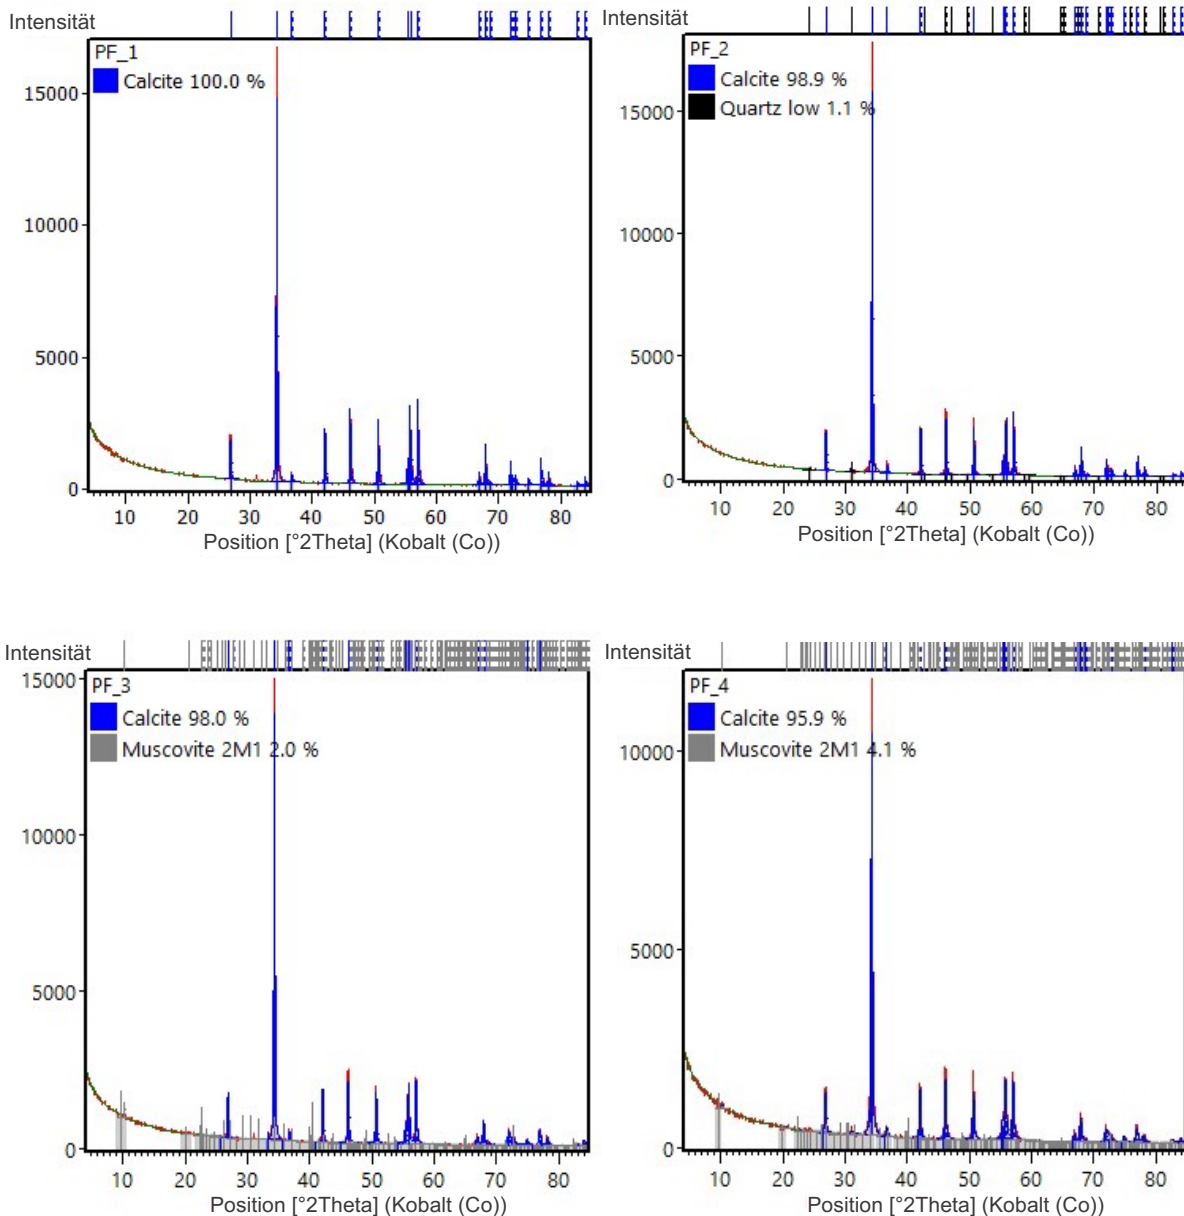 Intensität
PF_1
Calcite 100.0 %
15000
10000
5000
0
10 20 30 40 50 60 70 80
Position [°2Theta] (Kobalt (Co))
Intensität
PF_2
Calcite 98.9 %
Quartz low 1.1 %
15000
10000
5000
0
10 20 30 40 50 60 70 80
Position [°2Theta] (Kobalt (Co))
Intensität
PF_3
Calcite 98.0 %
Muscovite 2M1 2.0 %
15000
10000
5000
0
10 20 30 40 50 60 70 80
Position [°2Theta] (Kobalt (Co))
Intensität
PF_4
Calcite 95.9 %
Muscovite 2M1 4.1 %
10000
5000
0
10 20 30 40 50 60 70 80
Position [°2Theta] (Kobalt (Co))